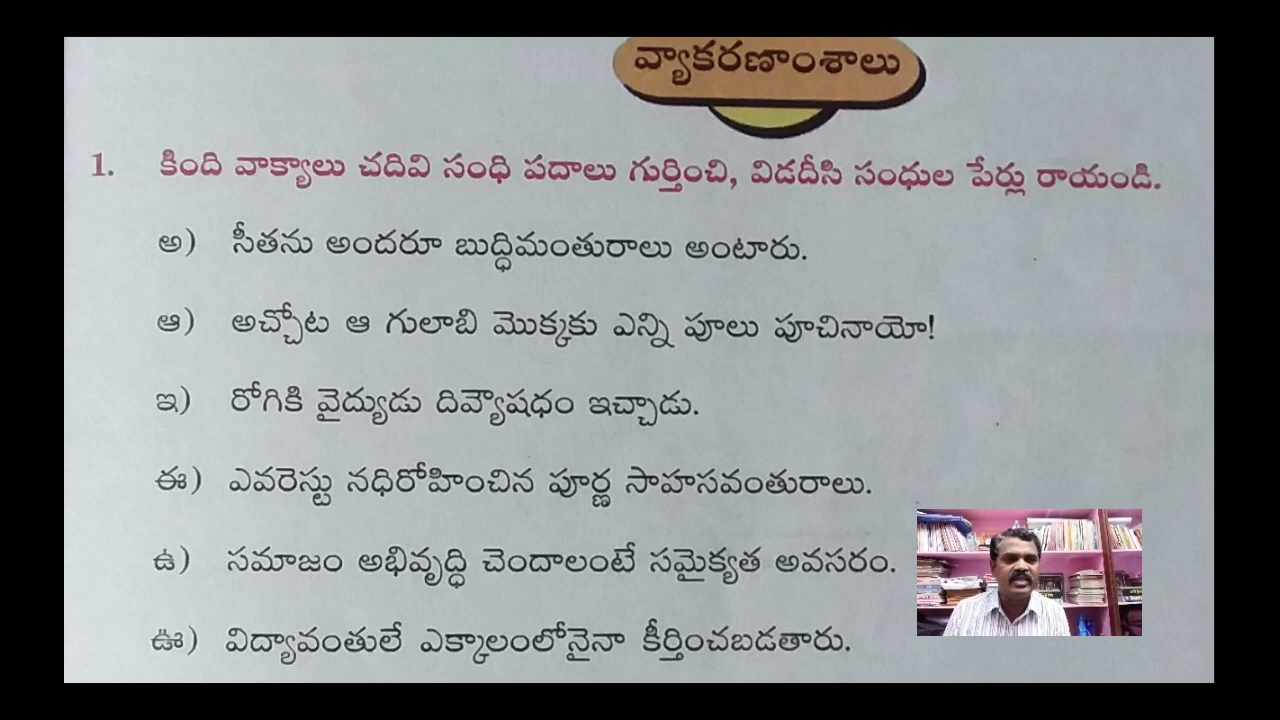 వ్యాకరణాంశాలు
1. కింది వాక్యాలు చదివి సంధి పదాలు గుర్తించి, విడదీసి సంధుల పేర్లు రాయండి.
అ) సీతను అందరూ బుద్ధిమంతురాలు అంటారు.
ఆ) అచ్చోట ఆ గులాబి మొక్కకు ఎన్ని పూలు పూచినాయో!
ఇ) రోగికి వైద్యుడు దివ్యౌషధం ఇచ్చాడు.
ఈ) ఎవరెస్టు నధిరోహించిన పూర్ణ సాహసవంతురాలు.
ఉ) సమాజం అభివృద్ధి చెందాలంటే సమైక్యత అవసరం.
ఊ) విద్యావంతులే ఎక్కాలంలోనైనా కీర్తించబడతారు.